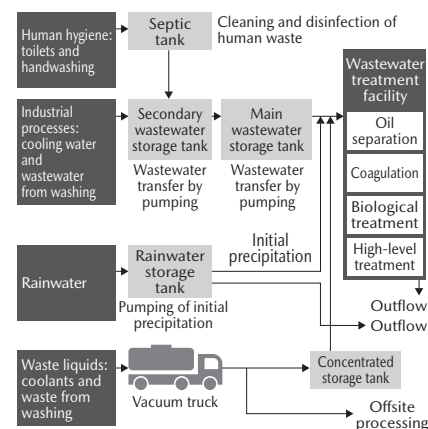 Human hygiene:
toilets and
handwashing
Septic
tank
Cleaning and disinfection of
human waste
Industrial
processes:
cooling water
and
wastewater
from washing
Secondary
wastewater
storage tank
Wastewater
transfer by
pumping
Main
wastewater
storage tank
Wastewater
transfer by
pumping
Wastewater
treatment
facility
Oil
separation
Coagulation
Biological
treatment
High-level
treatment
Outflow
Outflow
Rainwater
Rainwater
storage
tank
Pumping of initial
precipitation
Initial
precipitation
Waste liquids:
coolants and
waste from
washing
Vacuum truck
Concentrated
storage tank
Offsite
processing